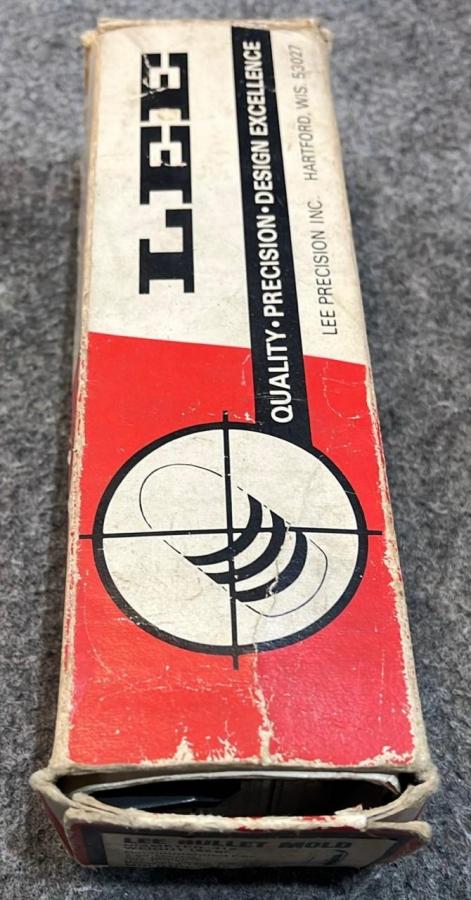 LEE
QUALITY • PRECISION • DESIGN EXCELLENCE
LEE PRECISION INC. HARTFORD, WIS. 53027
LEE BULLET MOLD